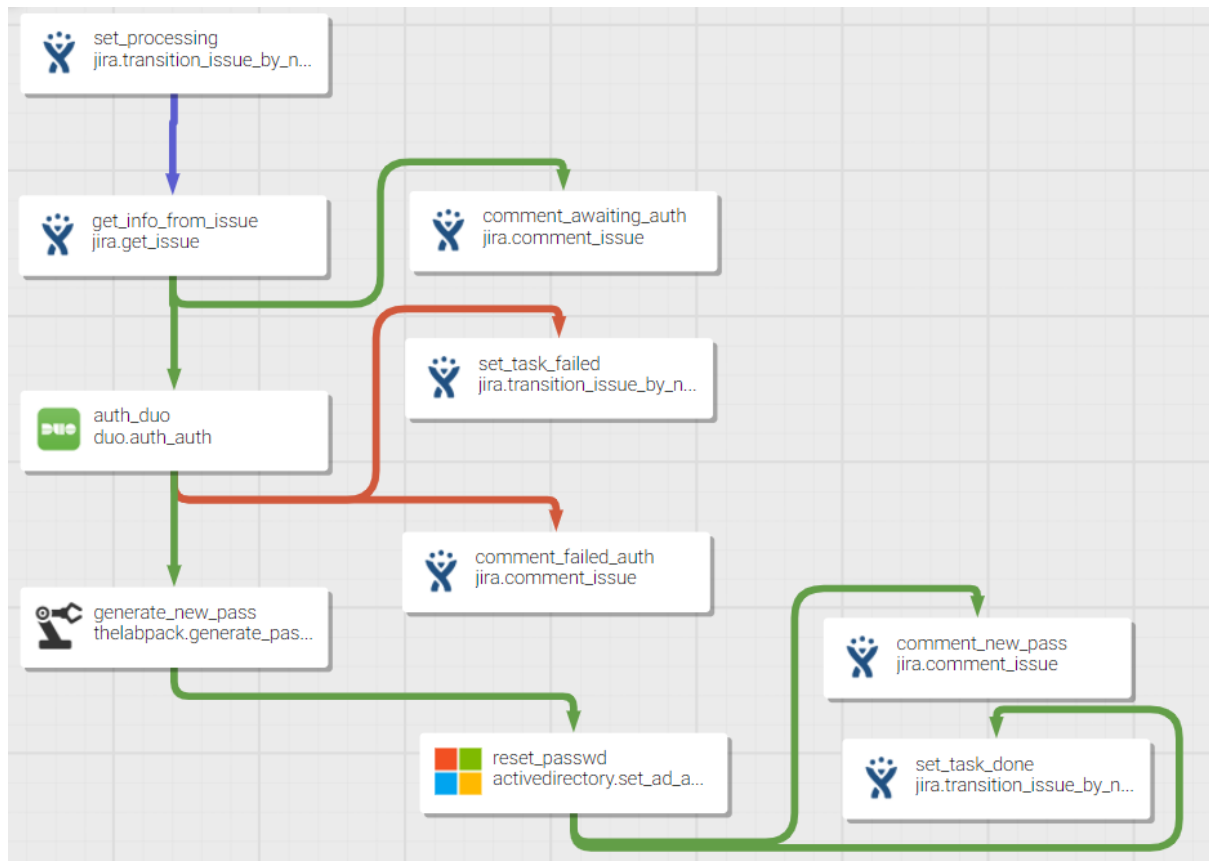 set_processing
jira.transition_issue_by_n...
get_info_from_issue
jira.get_issue
comment_awaiting_auth
jira.comment_issue
set_task_failed
jira.transition_issue_by_n...
auth_duo
duo.auth_auth
DUO
comment_failed_auth
jira.comment_issue
generate_new_pass
thelabpack.generate_pas...
comment_new_pass
jira.comment_issue
reset_passwd
activedirectory.set_ad_a...
set_task_done
jira.transition_issue_by_n...